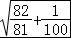 √(82/81 + 1/100)